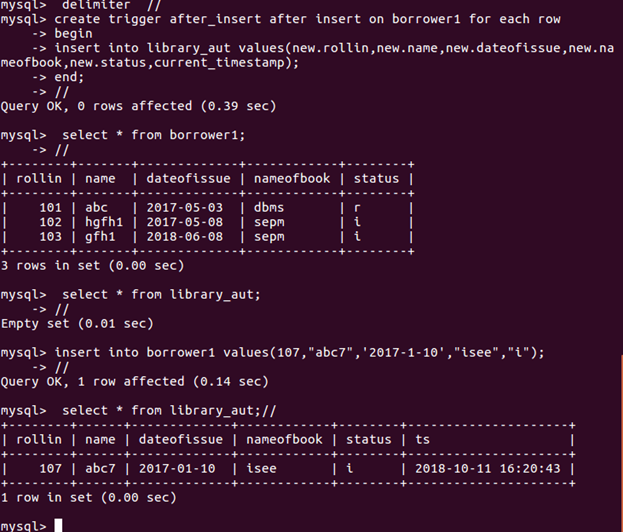 mysql>  delimiter  //
mysql> create trigger after_insert after insert on borrower1 for each row
    -> begin
    -> insert into library_aut values(new.rollin,new.name,new.dateofissue,new.na
meofbook,new.status,current_timestamp);
    -> end;
    -> //
Query OK, 0 rows affected (0.39 sec)

mysql>  select * from borrower1;
    -> //
+--------+-------+-------------+------------+--------+
| rollin | name  | dateofissue | nameofbook | status |
+--------+-------+-------------+------------+--------+
|    101 | abc   | 2017-05-03  | dbms       | r      |
|    102 | hgfh1 | 2017-05-08  | sepm       | i      |
|    103 | gfh1  | 2018-06-08  | sepm       | i      |
+--------+-------+-------------+------------+--------+
3 rows in set (0.00 sec)

mysql>  select * from library_aut;
    -> //
Empty set (0.01 sec)

mysql> insert into borrower1 values(107,"abc7",'2017-1-10',"isee","i");
    -> //
Query OK, 1 row affected (0.14 sec)

mysql>  select * from library_aut;//
+--------+------+-------------+------------+--------+---------------------+
| rollin | name | dateofissue | nameofbook | status | ts                  |
+--------+------+-------------+------------+--------+---------------------+
|    107 | abc7 | 2017-01-10  | isee       | i      | 2018-10-11 16:20:43 |
+--------+------+-------------+------------+--------+---------------------+
1 row in set (0.00 sec)

mysql>